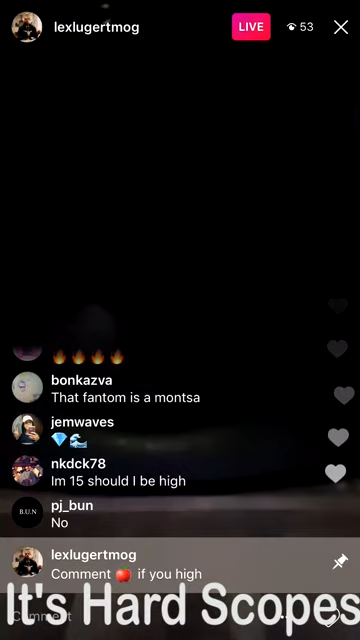 lexlugertmog
LIVE
53
🔥🔥🔥🔥
bonkazva
That fantom is a montsa
jemwaves
💎🌊
nkdck78
Im 15 should I be high
B.U.N
pj_bun
No
lexlugertmog
Comment 🍎 if you high
Comment
It's Hard Scopes